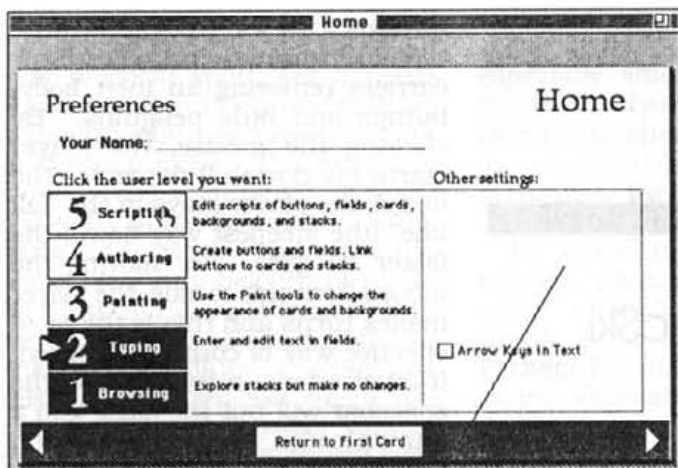 Home
Preferences
Home
Your Name:
Click the user level you want:
Other settings:
5 Scripting
Edit scripts of buttons, fields, cards,
backgrounds, and stacks.
4 Authoring
Create buttons and fields. Link
buttons to cards and stacks.
3 Painting
Use the Paint tools to change the
appearance of cards and backgrounds.
2 Typing
Enter and edit text in fields.
Arrow Keys in Text
1 Browsing
Explore stacks but make no changes.
Return to First Card